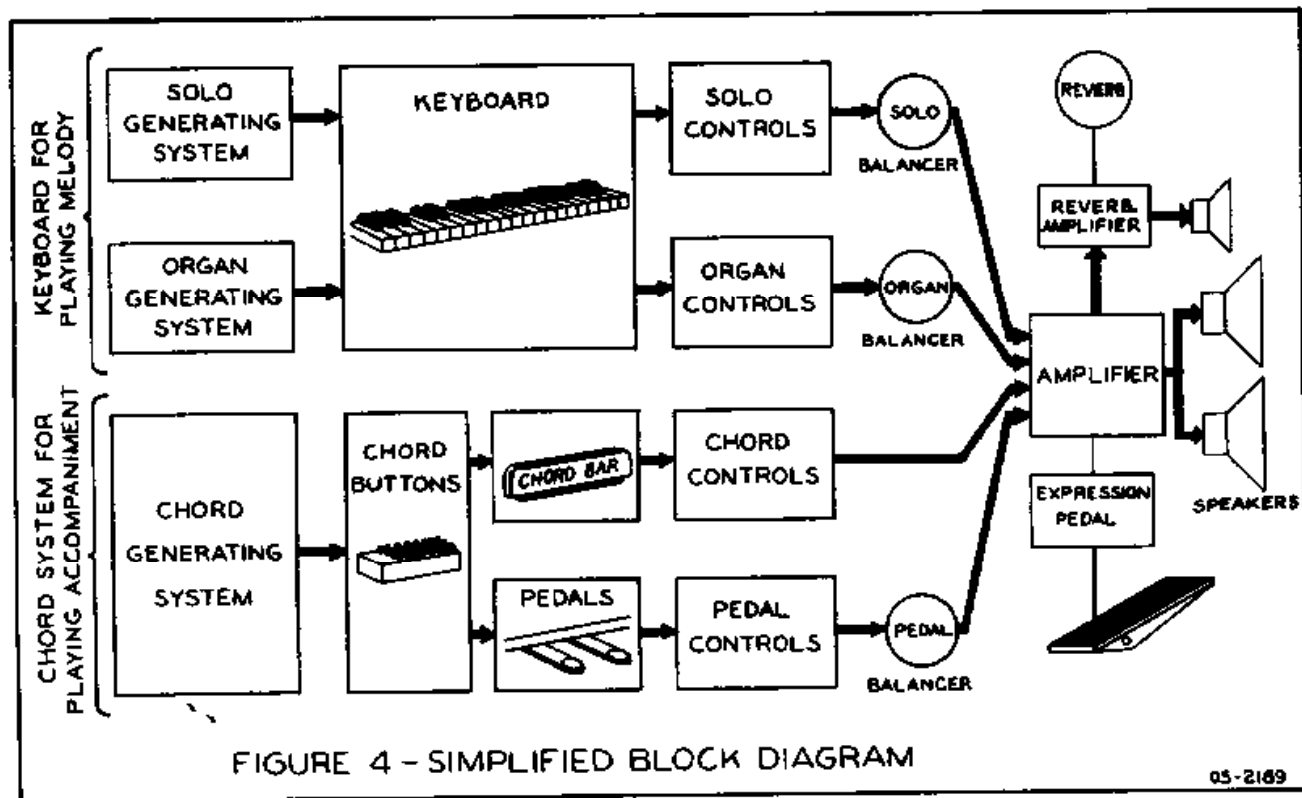 KEYBOARD FOR
PLAYING MELODY
SOLO
GENERATING
SYSTEM
KEYBOARD
SOLO
CONTROLS
SOLO
BALANCER
ORGAN
GENERATING
SYSTEM
ORGAN
CONTROLS
ORGAN
BALANCER
REVERB
REVERB.
AMPLIFIER
AMPLIFIER
SPEAKERS
EXPRESSION
PEDAL
CHORD SYSTEM FOR
PLAYING ACCOMPANIMENT
CHORD
GENERATING
SYSTEM
CHORD
BUTTONS
CHORD BAR
CHORD
CONTROLS
PEDALS
PEDAL
CONTROLS
PEDAL
BALANCER
FIGURE 4 - SIMPLIFIED BLOCK DIAGRAM
OS-2189